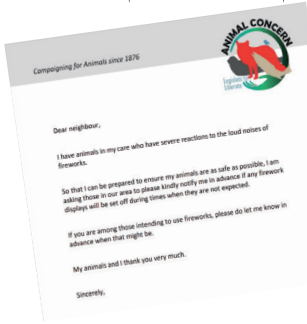 Campaigning for Animals since 1876
ANIMAL CONCERN
Dear neighbour,
I have animals in my care who have severe reactions to the loud noises of
fireworks.
So that I can be prepared to ensure my animals are as safe as possible, I am
asking those in our area to please kindly notify me in advance if any firework
displays will be set off during times when they are not expected.
If you are among those intending to use fireworks, please do let me know in
advance when that might be.
My animals and I thank you very much.
Sincerely,